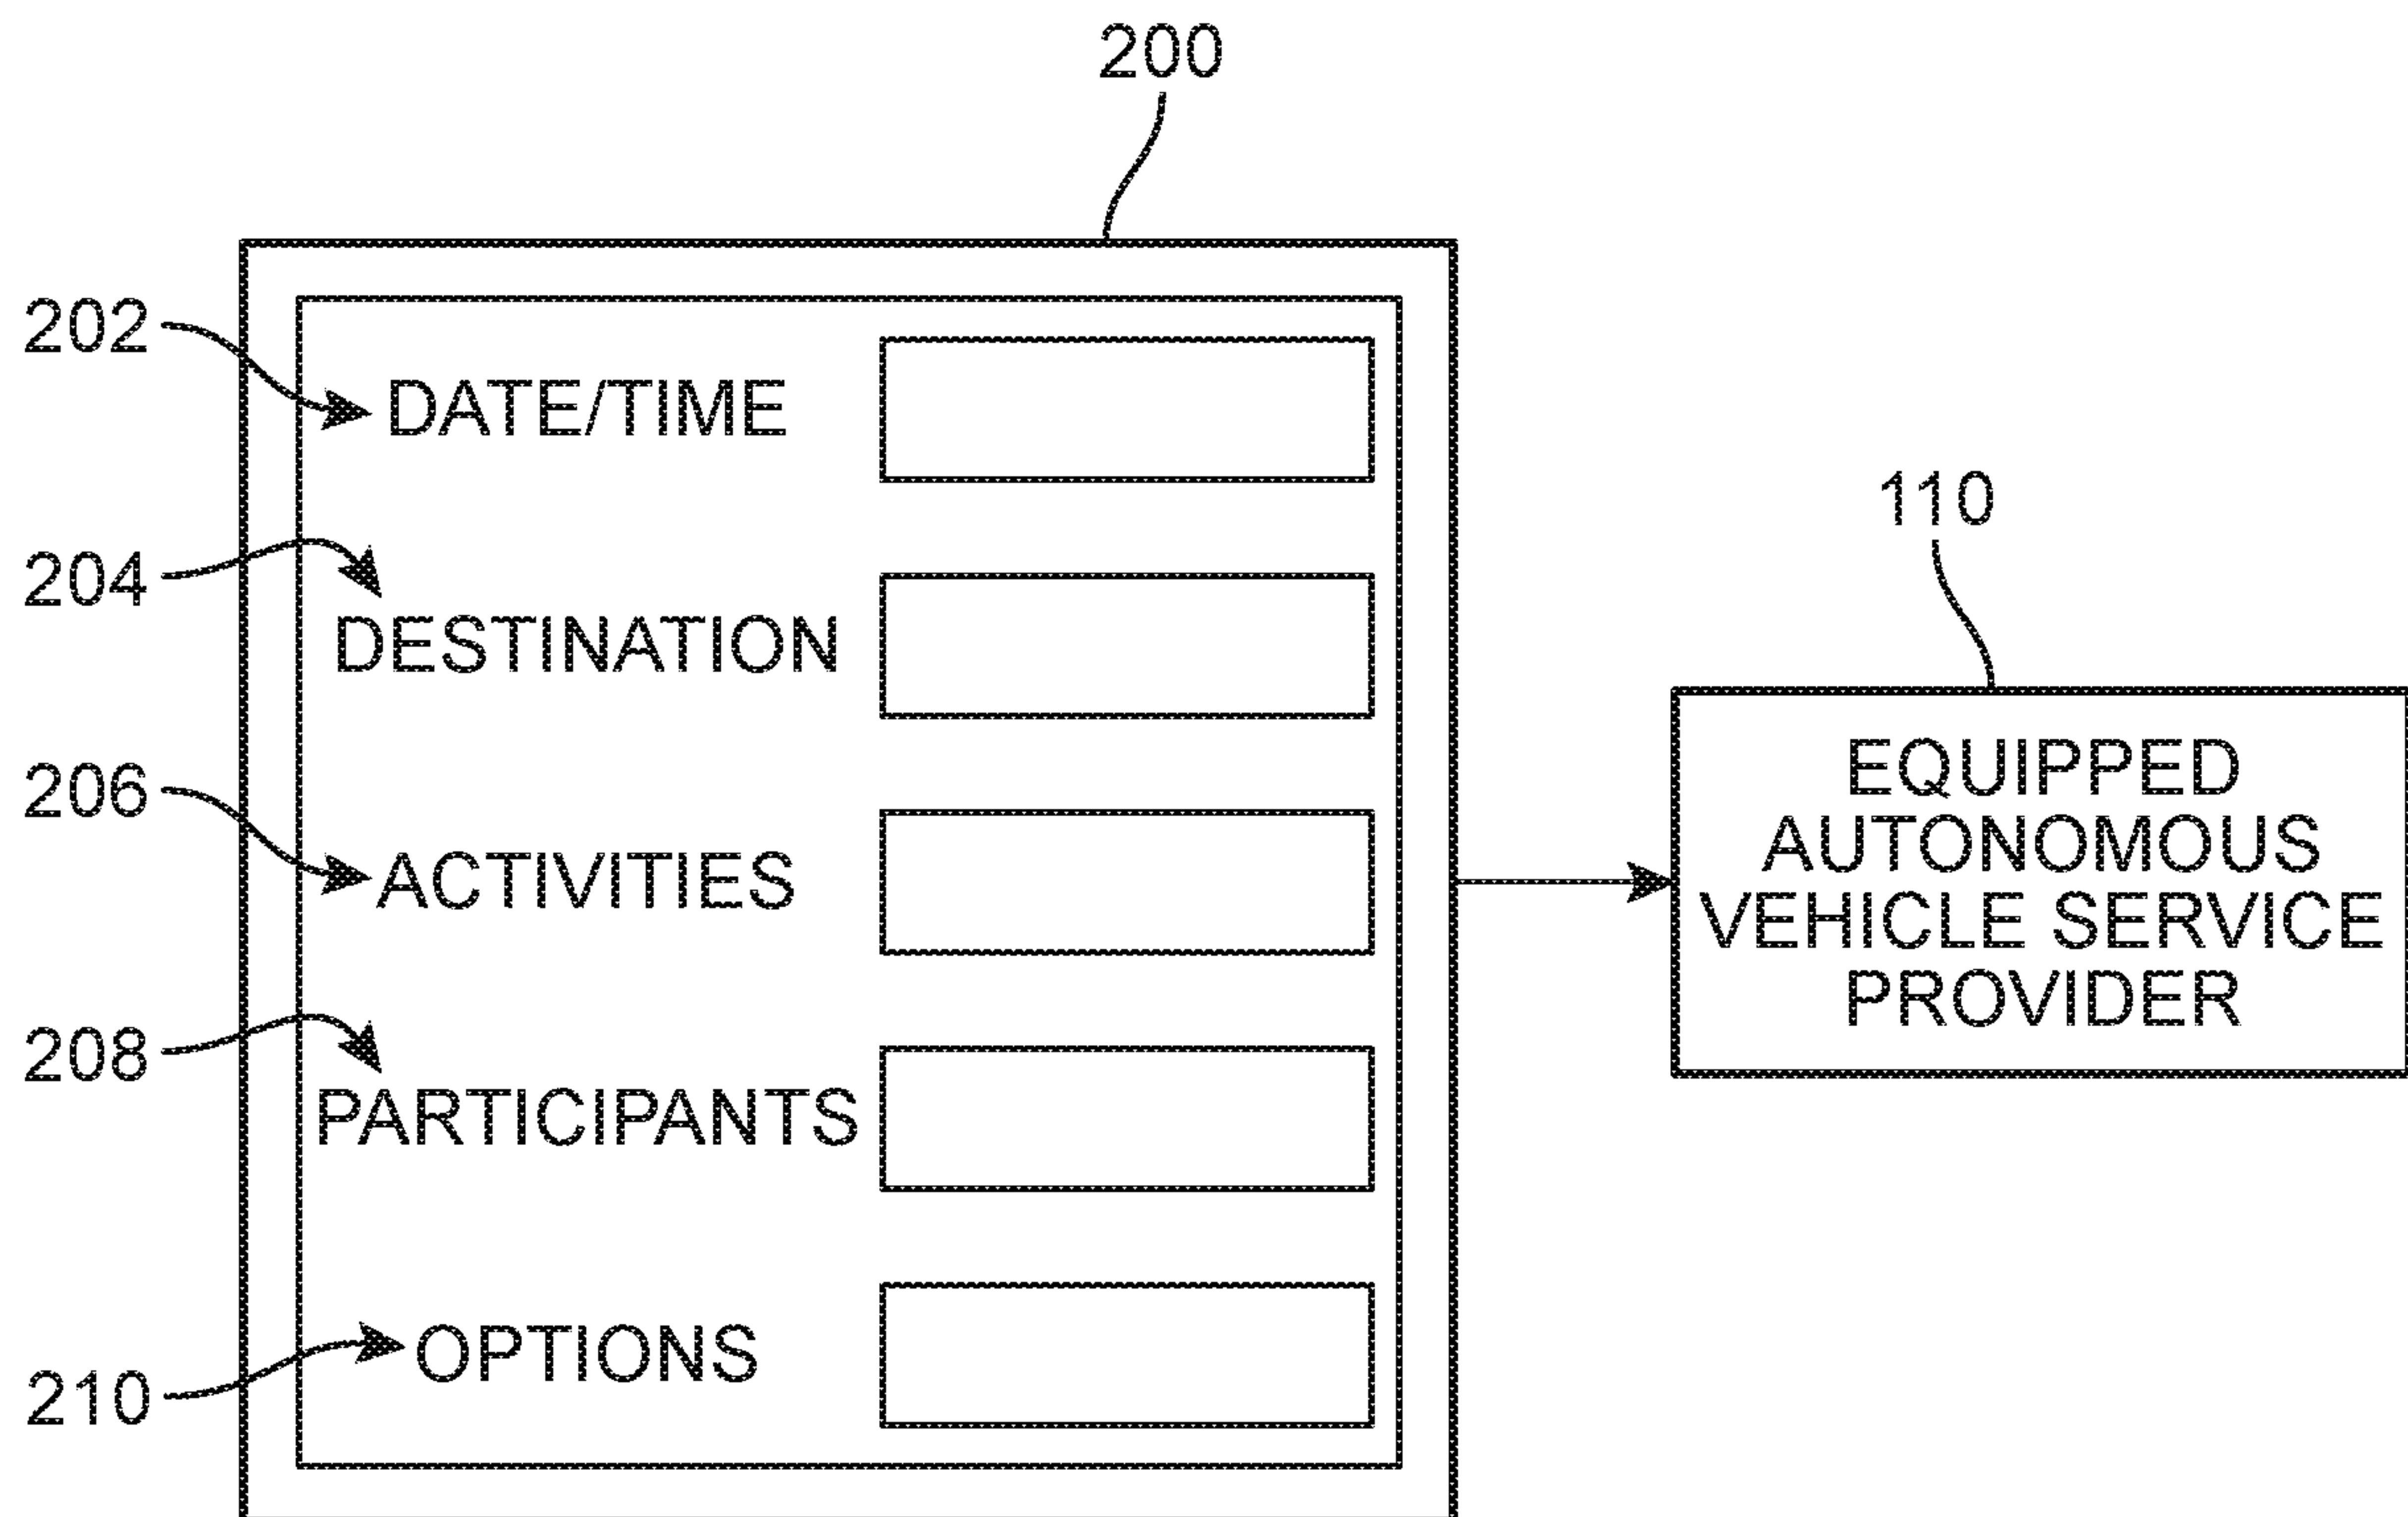 200
202
DATE/TIME
110
204
DESTINATION
206
ACTIVITIES
EQUIPPED
AUTONOMOUS
VEHICLE SERVICE
PROVIDER
208
PARTICIPANTS
210
OPTIONS